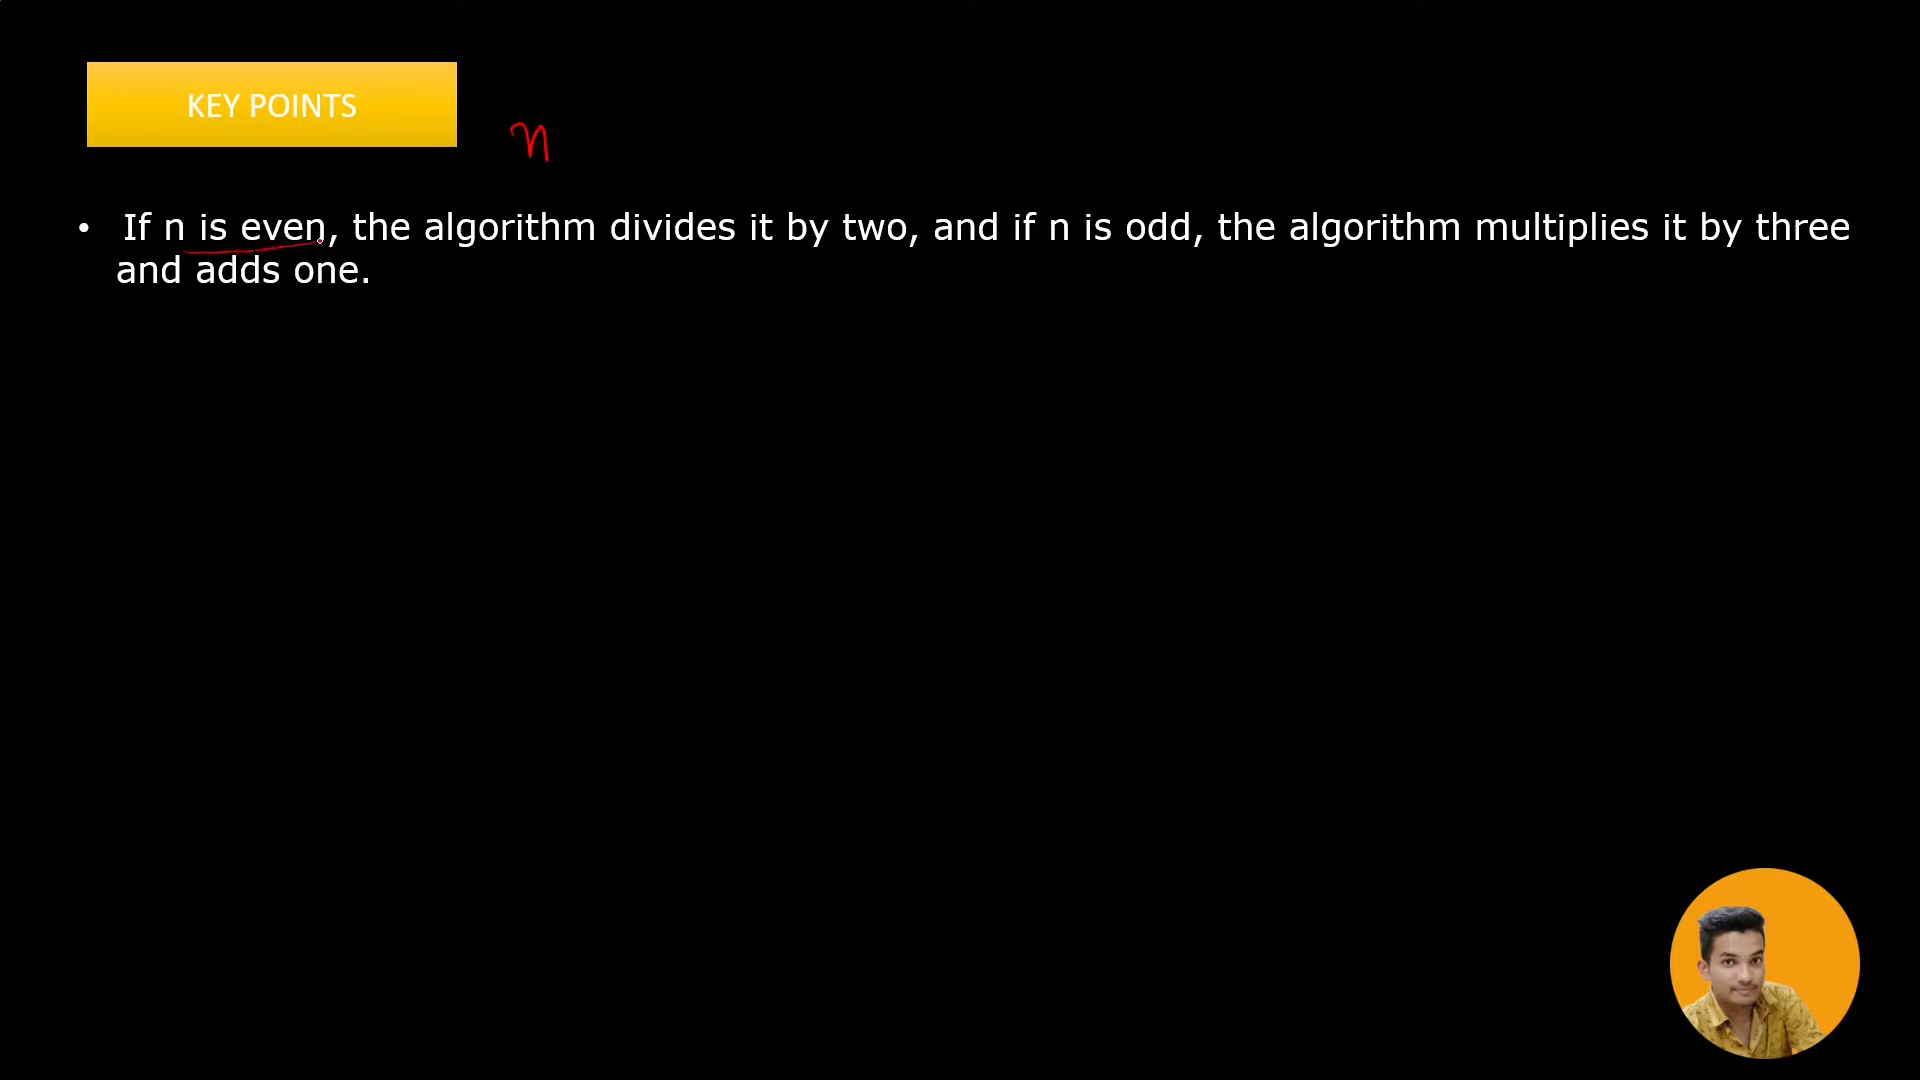 KEY POINTS
n
• If n is even, the algorithm divides it by two, and if n is odd, the algorithm multiplies it by three
and adds one.